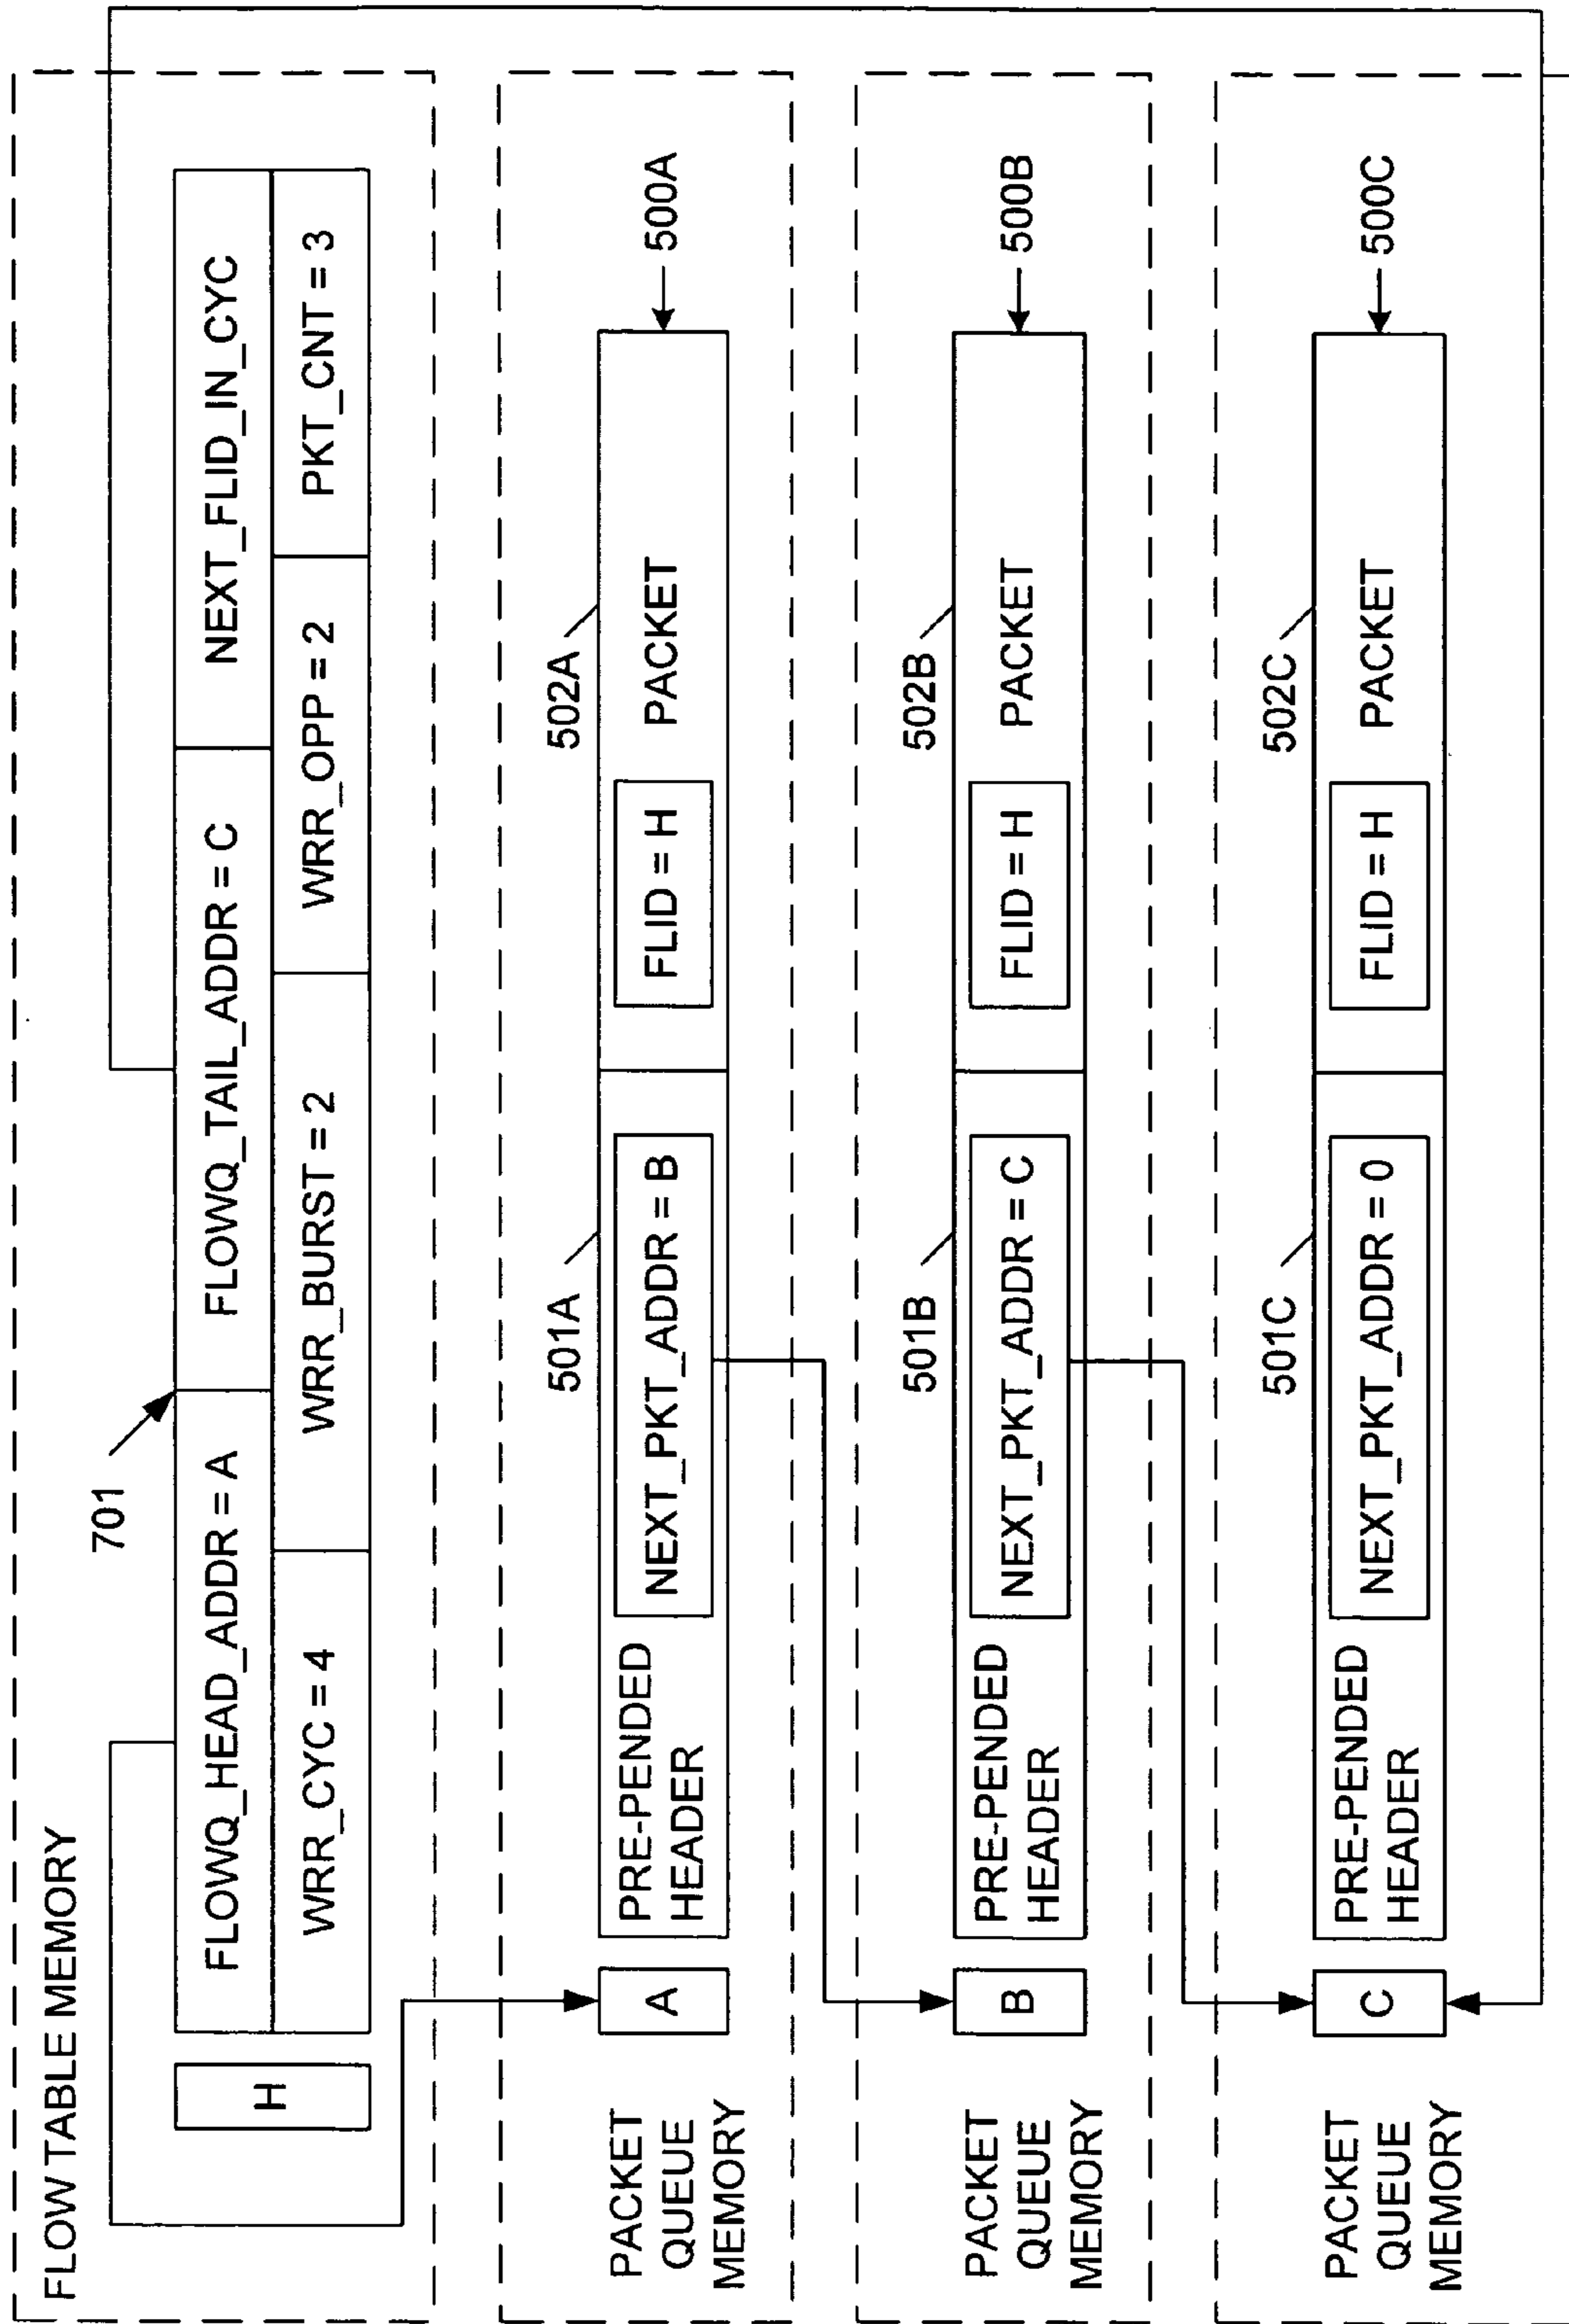 FLOW TABLE MEMORY
701
H
FLOWQ_HEAD_ADDR = A
FLOWQ_TAIL_ADDR = C
NEXT_FLID_IN_CYC
WRR_CYC = 4
WRR_BURST = 2
WRR_OPP = 2
PKT_CNT = 3
PACKET
QUEUE
MEMORY
A
501A
502A
PRE-PENDED
HEADER
NEXT_PKT_ADDR = B
FLID = H
PACKET
500A
PACKET
QUEUE
MEMORY
B
501B
502B
PRE-PENDED
HEADER
NEXT_PKT_ADDR = C
FLID = H
PACKET
500B
PACKET
QUEUE
MEMORY
C
501C
502C
PRE-PENDED
HEADER
NEXT_PKT_ADDR = 0
FLID = H
PACKET
500C